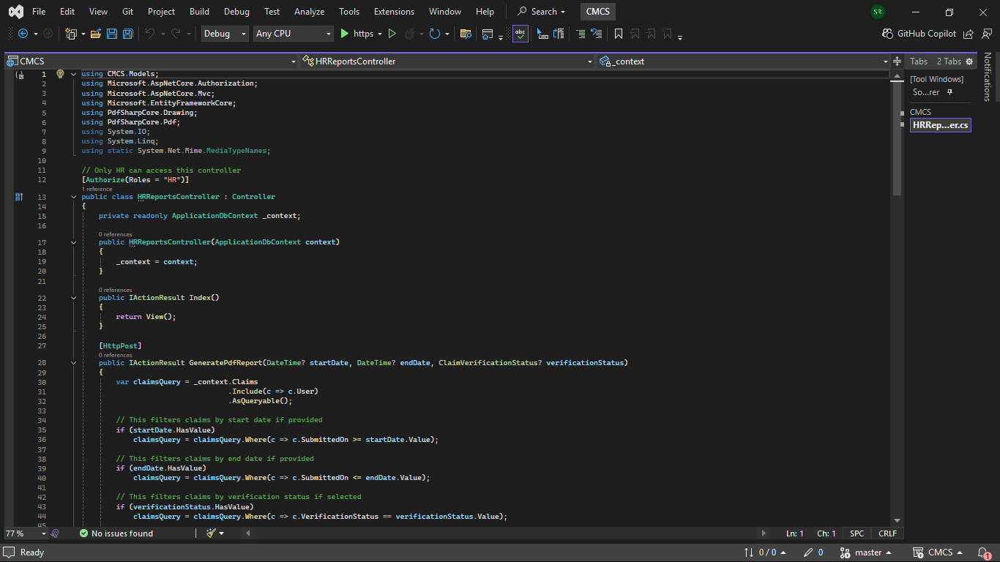 File Edit View Git Project Build Debug Test Analyze Tools Extensions Window Help Search CMCS SR
Debug Any CPU https abc GitHub Copilot
CMCS HRReportsController _context Tabs 2 Tabs
Notifications
[Tool Windows]
So...rer
CMCS
HRRep...er.cs
1 using CMCS.Models;
2 using Microsoft.AspNetCore.Authorization;
3 using Microsoft.AspNetCore.Mvc;
4 using Microsoft.EntityFrameworkCore;
5 using PdfSharpCore.Drawing;
6 using PdfSharpCore.Pdf;
7 using System.IO;
8 using System.Linq;
9 using static System.Net.Mime.MediaTypeNames;
10
11 // Only HR can access this controller
12 [Authorize(Roles = "HR")]
1 reference
13 public class HRReportsController : Controller
14 {
15 private readonly ApplicationDbContext _context;
16
0 references
17 public HRReportsController(ApplicationDbContext context)
18 {
19 _context = context;
20 }
21
0 references
22 public IActionResult Index()
23 {
24 return View();
25 }
26
27 [HttpPost]
0 references
28 public IActionResult GeneratePdfReport(DateTime? startDate, DateTime? endDate, ClaimVerificationStatus? verificationStatus)
29 {
30 var claimsQuery = _context.Claims
31 .Include(c => c.User)
32 .AsQueryable();
33
34 // This filters claims by start date if provided
35 if (startDate.HasValue)
36 claimsQuery = claimsQuery.Where(c => c.SubmittedOn >= startDate.Value);
37
38 // This filters claims by end date if provided
39 if (endDate.HasValue)
40 claimsQuery = claimsQuery.Where(c => c.SubmittedOn <= endDate.Value);
41
42 // This filters claims by verification status if selected
43 if (verificationStatus.HasValue)
44 claimsQuery = claimsQuery.Where(c => c.VerificationStatus == verificationStatus.Value);
45
77 % No issues found Ln: 1 Ch: 1 SPC CRLF
Ready 0 / 0 0 master CMCS 1